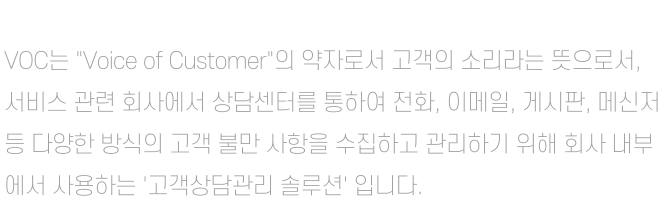 VOC는 "Voice of Customer"의 약자로서 고객의 소리라는 뜻으로서,
서비스 관련 회사에서 상담센터를 통하여 전화, 이메일, 게시판, 메신저
등 다양한 방식의 고객 불만 사항을 수집하고 관리하기 위해 회사 내부
에서 사용하는 '고객상담관리 솔루션' 입니다.